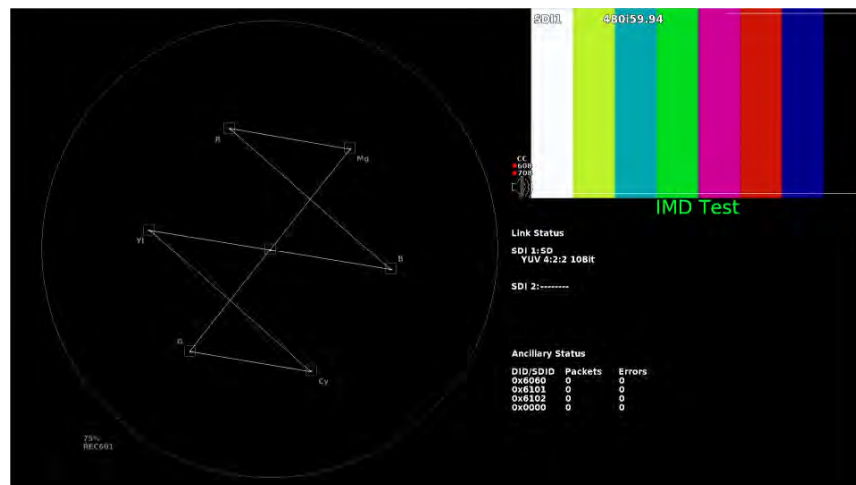 SDI1 480i59.94
R
Mg
CC
608
708
IMD Test
Yl
B
Link Status
SDI 1:SD
YUV 4:2:2 10Bit
SDI 2:--------
G
Cy
Ancillary Status
DID/SDID Packets Errors
0x6060 0 0
0x6101 0 0
0x6102 0 0
0x0000 0 0
75%
REC601